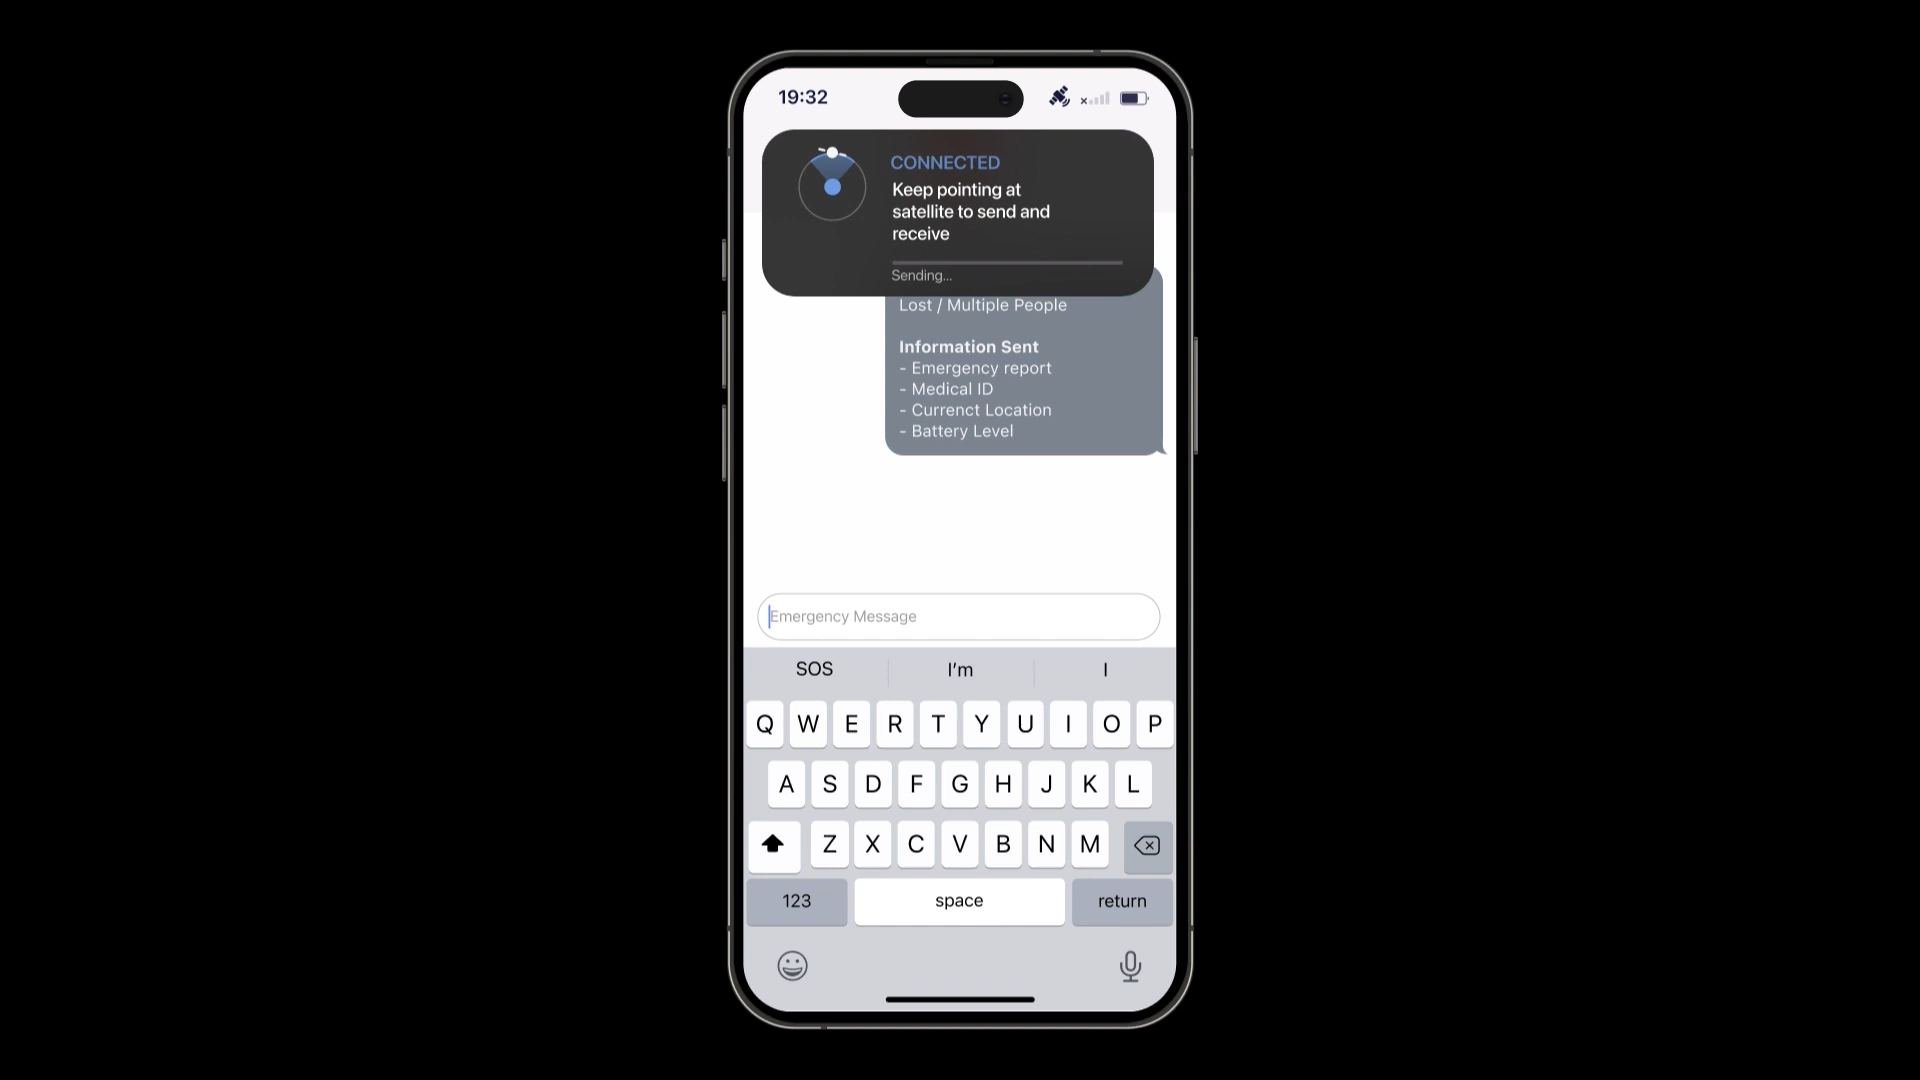 19:32
CONNECTED
Keep pointing at
satellite to send and
receive
Sending...
Lost / Multiple People
Information Sent
- Emergency report
- Medical ID
- Currenct Location
- Battery Level
Emergency Message
SOS I'm I
Q W E R T Y U I O P
A S D F G H J K L
Z X C V B N M
123 space return